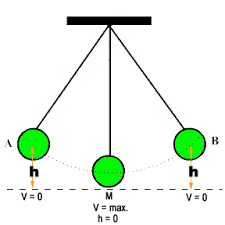 A
B
h
h
V = 0
M
V = 0
V = max.
h = 0